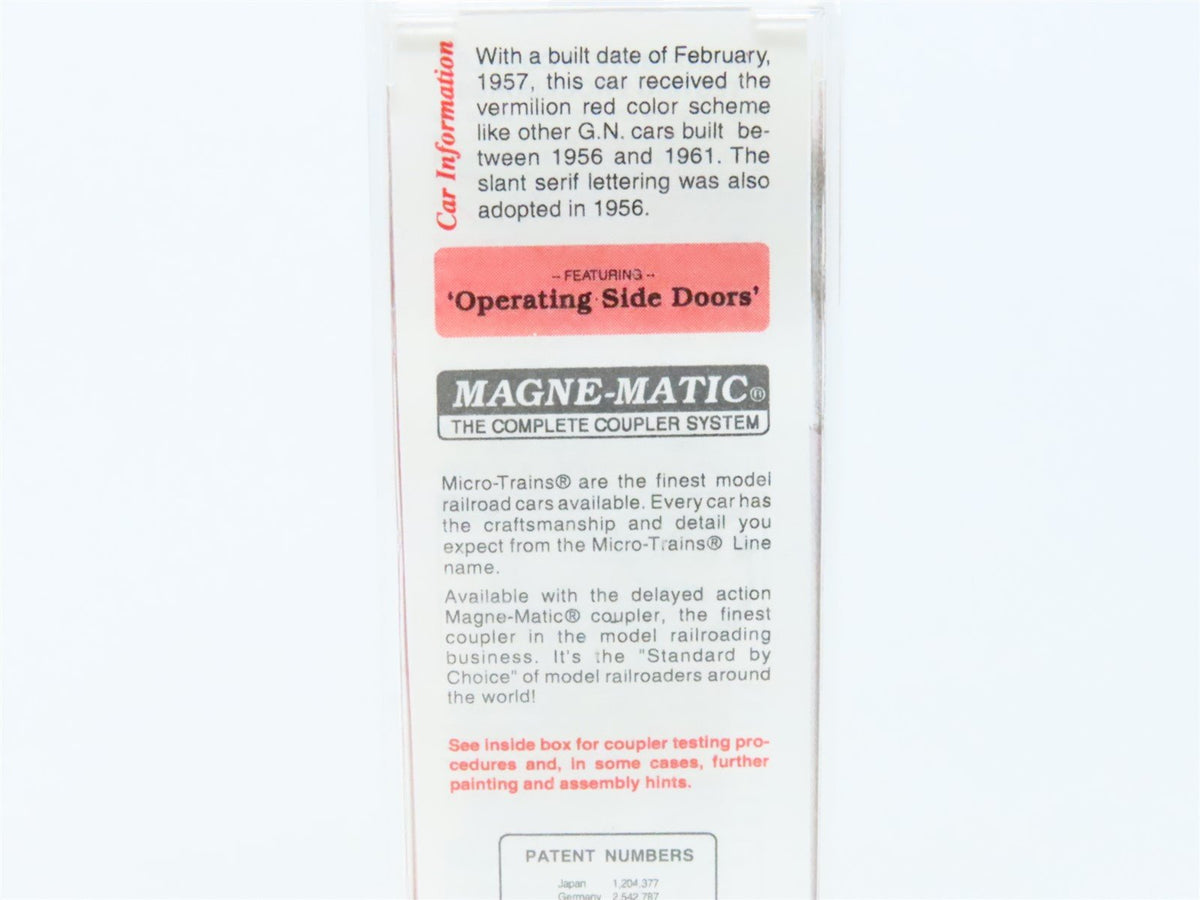 Car Information
With a built date of February,
1957, this car received the
vermilion red color scheme
like other G.N. cars built be-
tween 1956 and 1961. The
slant serif lettering was also
adopted in 1956.
-- FEATURING --
'Operating Side Doors'
MAGNE-MATIC®
THE COMPLETE COUPLER SYSTEM
Micro-Trains® are the finest model
railroad cars available. Every car has
the craftsmanship and detail you
expect from the Micro-Trains® Line
name.
Available with the delayed action
Magne-Matic® coupler, the finest
coupler in the model railroading
business. It's the "Standard by
Choice" of model railroaders around
the world!
See inside box for coupler testing pro-
cedures and, in some cases, further
painting and assembly hints.
PATENT NUMBERS
Japan 1,204,377
Germany 2,542,787